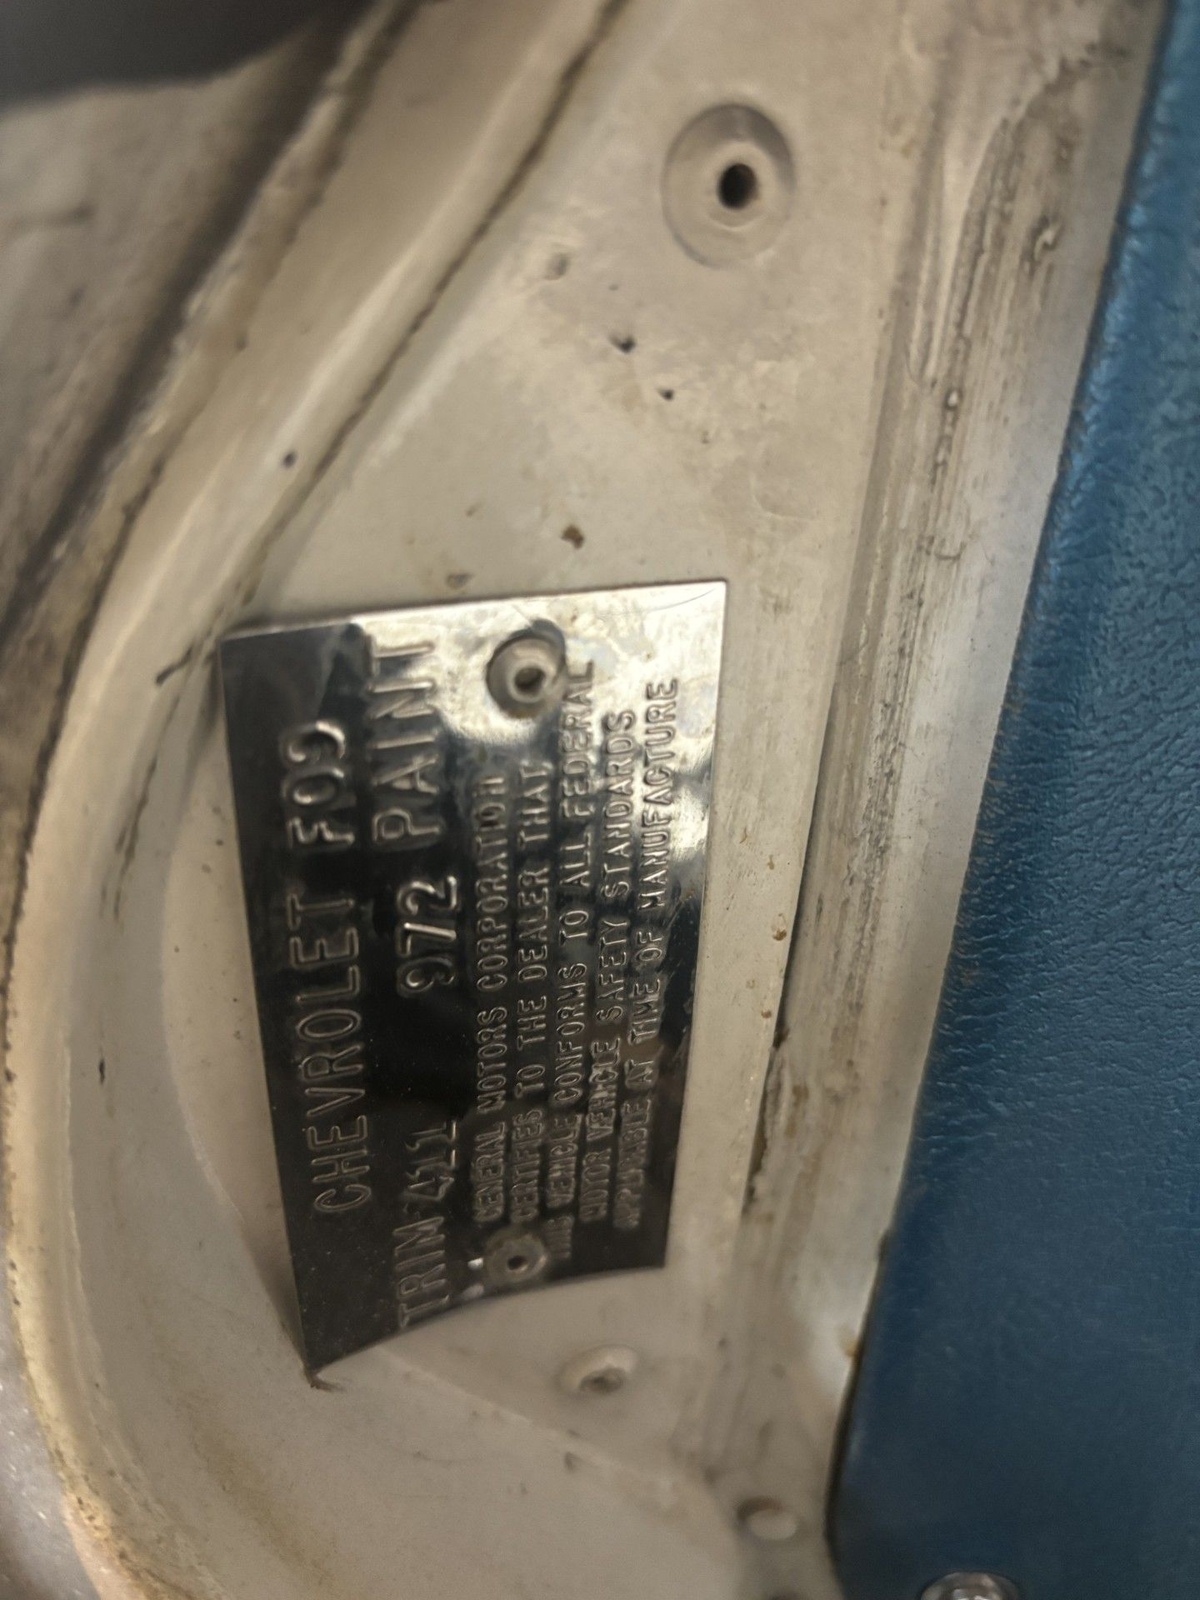 CHEVROLET F09
TRIM 411 972 PAINT
GENERAL MOTORS CORPORATION
CERTIFIES TO THE DEALER THAT
THIS VEHICLE CONFORMS TO ALL FEDERAL
MOTOR VEHICLE SAFETY STANDARDS
APPLICABLE AT TIME OF MANUFACTURE